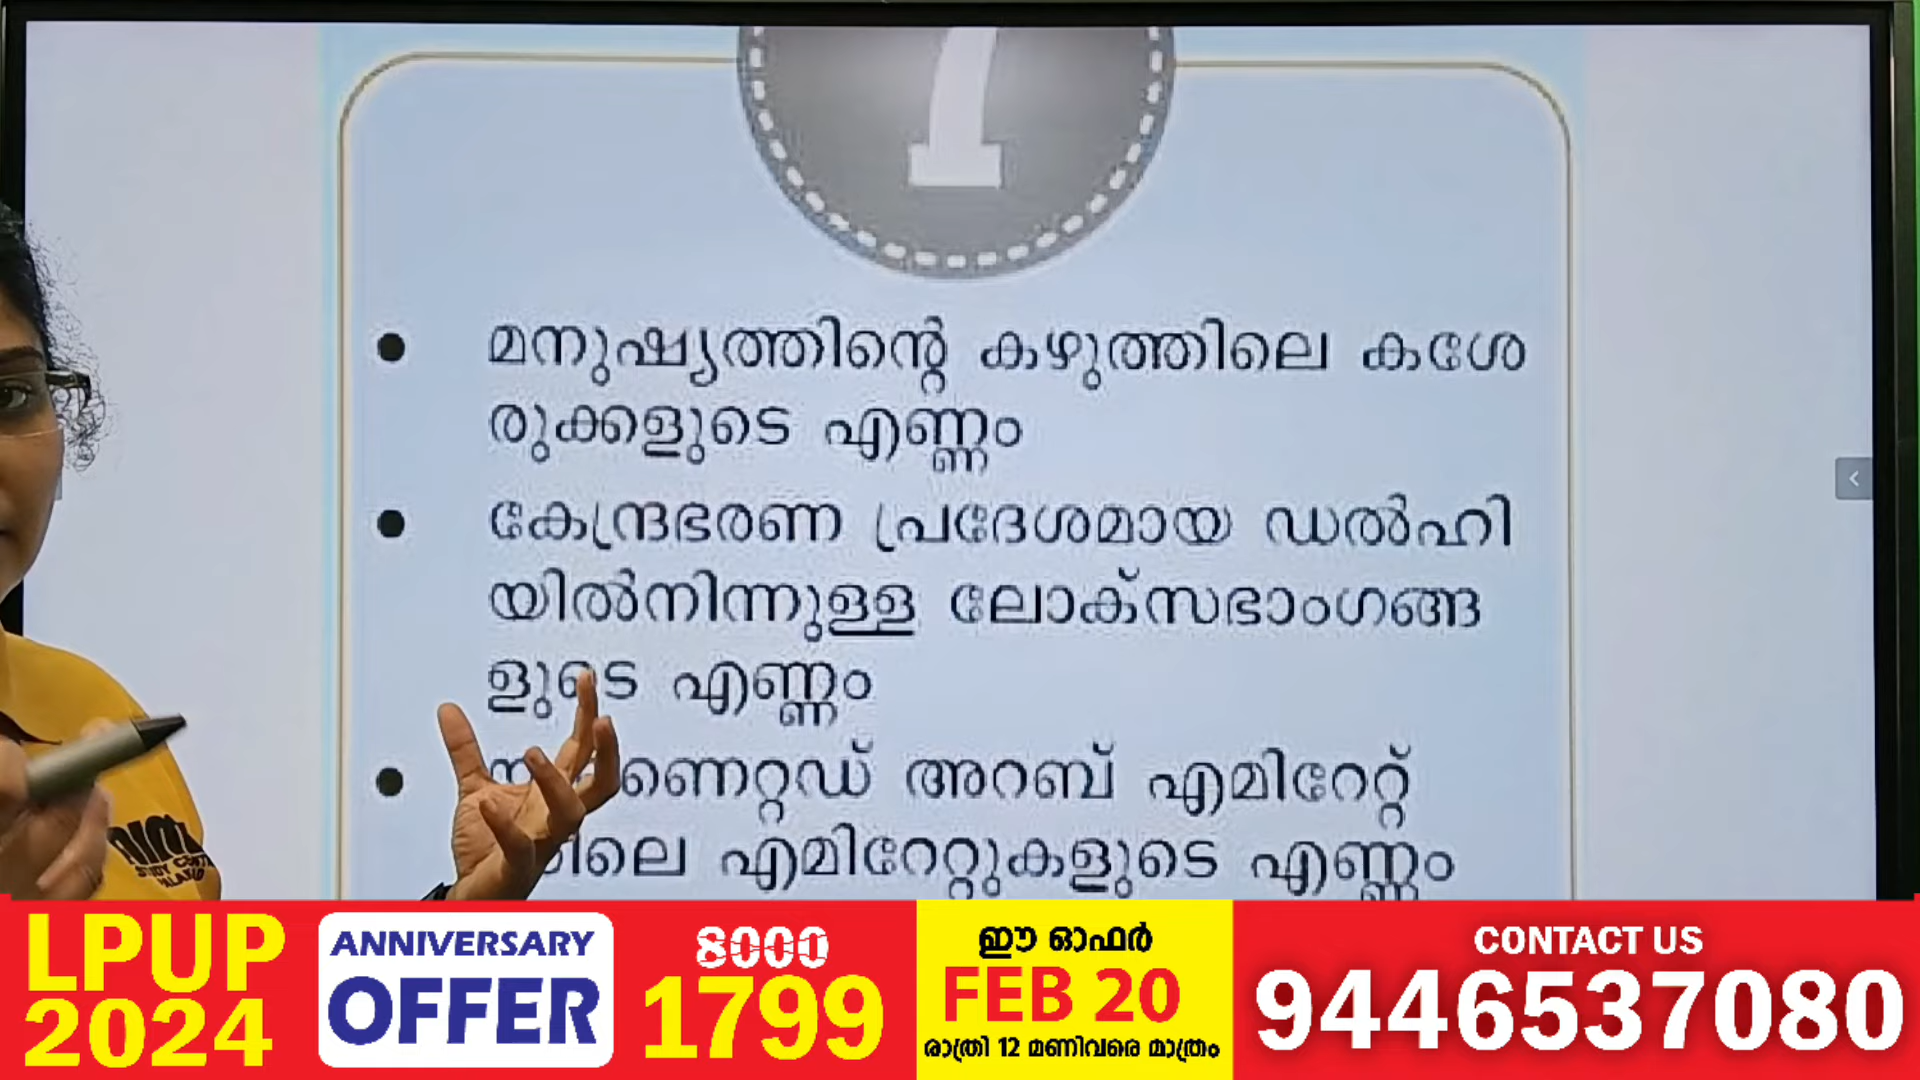 7
മനുഷ്യത്തിന്റെ കഴുത്തിലെ കശേ
രുക്കളുടെ എണ്ണം
കേന്ദ്രഭരണ പ്രദേശമായ ഡൽഹി
യിൽനിന്നുള്ള ലോക്സഭാംഗങ്ങ
ളുടെ എണ്ണം
അറബ് എമിറേറ്റ്
എമിറേറ്റുകളുടെ എണ്ണം
LPUP
2024
ANNIVERSARY
OFFER
8000
1799
ഈ ഓഫർ
FEB 20
രാത്രി 12 മണിവരെ മാത്രം
CONTACT US
9446537080